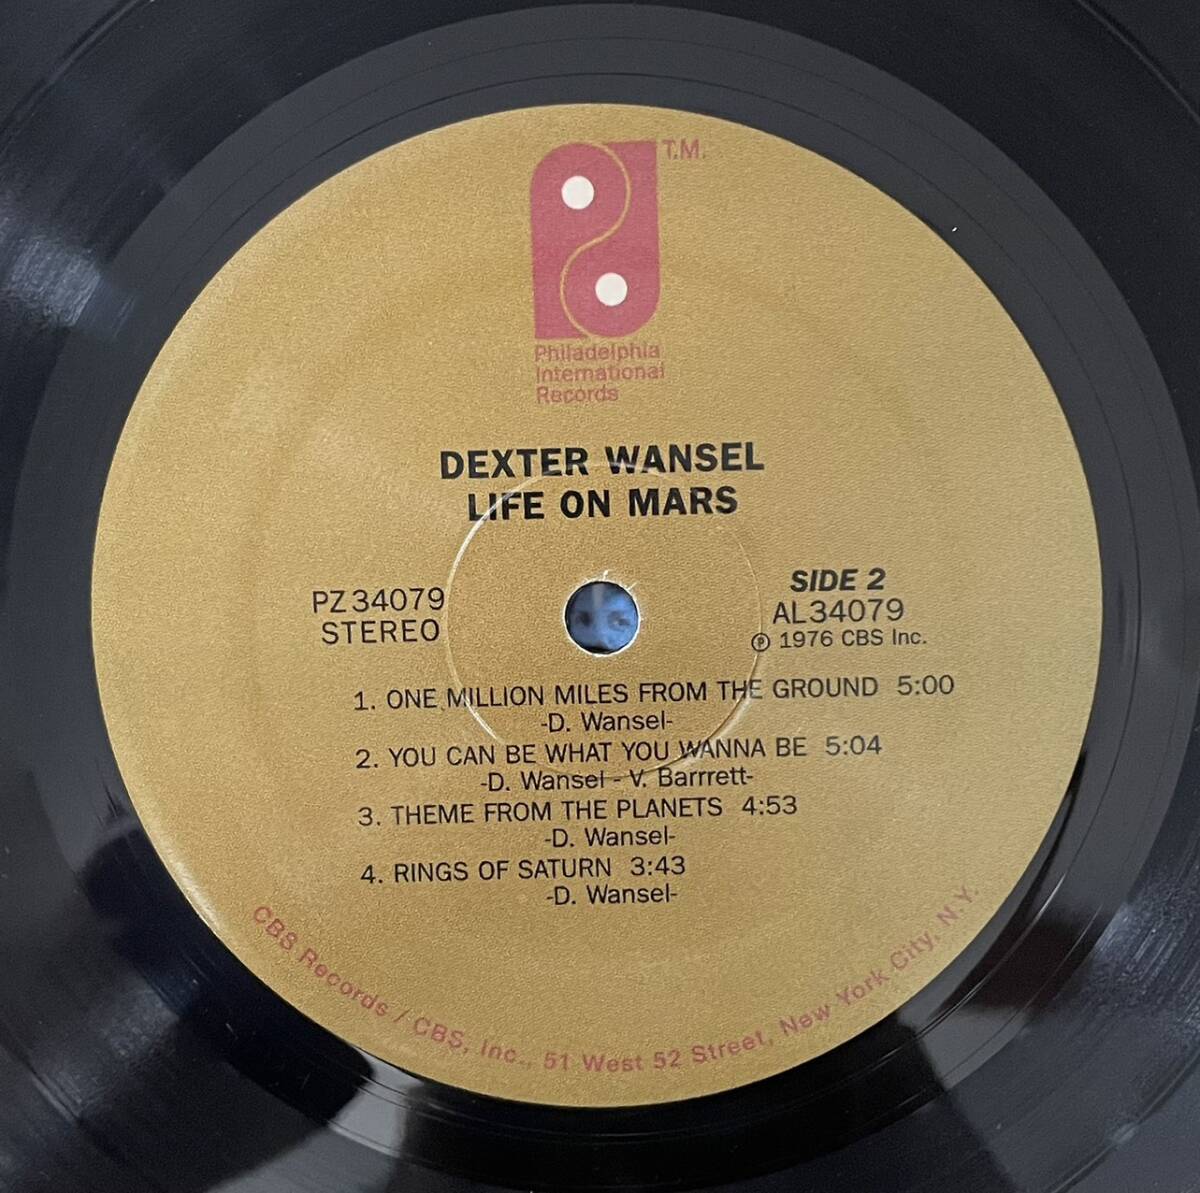 T.M.
Philadelphia
International
Records
DEXTER WANSEL
LIFE ON MARS
PZ 34079
STEREO
SIDE 2
AL34079
Ⓟ 1976 CBS Inc.
1. ONE MILLION MILES FROM THE GROUND 5:00
-D. Wansel-
2. YOU CAN BE WHAT YOU WANNA BE 5:04
-D. Wansel - V. Barrrett-
3. THEME FROM THE PLANETS 4:53
-D. Wansel-
4. RINGS OF SATURN 3:43
-D. Wansel-
CBS Records / CBS, Inc., 51 West 52 Street, New York City, N.Y.